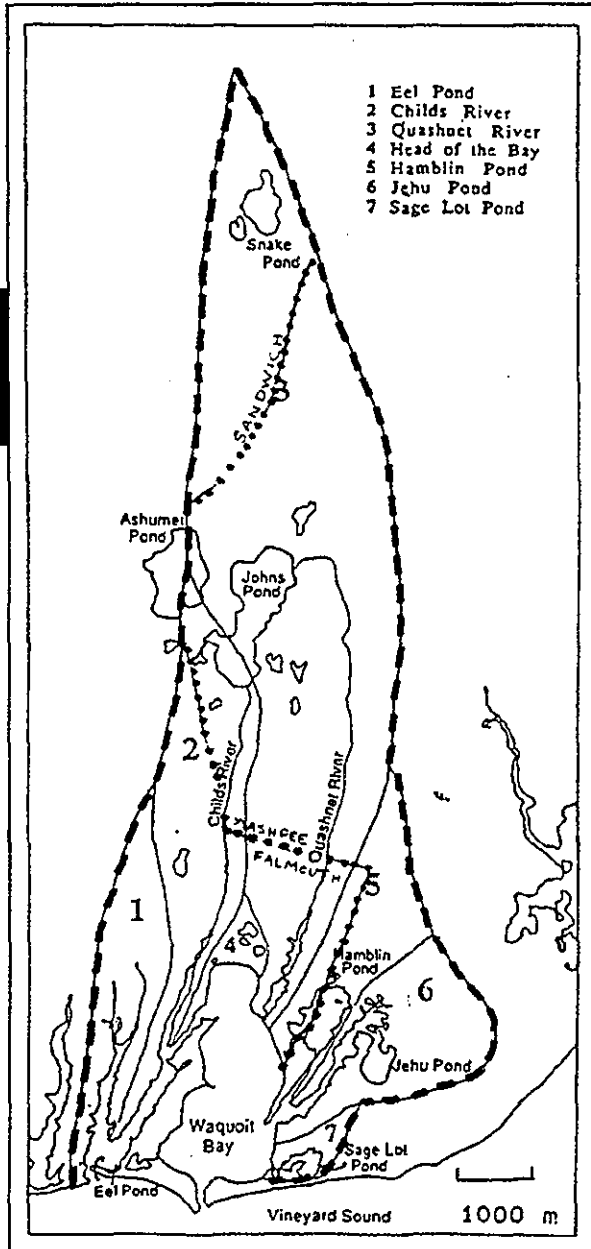 1 Eel Pond
2 Childs River
3 Quashnet River
4 Head of the Bay
5 Hamblin Pond
6 Jehu Pond
7 Sage Lot Pond
Snake
Pond
SANDWICH
3
Ashumet
Pond
Johns
Pond
2
Childs River
Quashnet River
MASHPEE
FALMOUTH
5
1
4
Hamblin
Pond
6
Jehu Pond
Waquoit
Bay
7
Sage Lot
Pond
Eel Pond
Vineyard Sound
1000 m